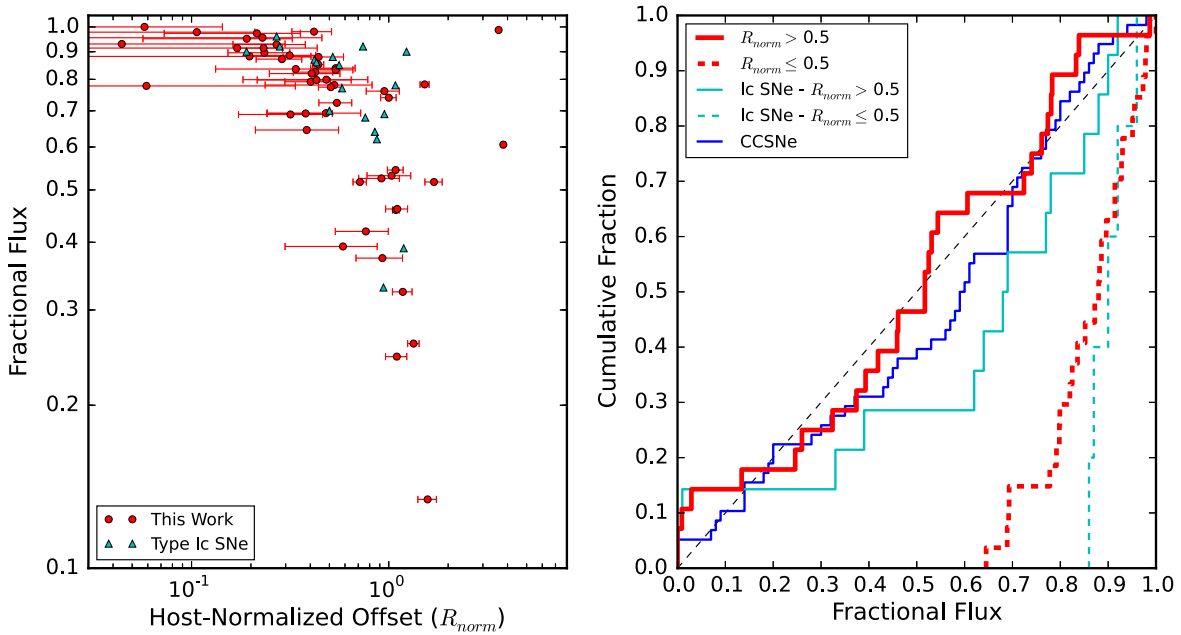 Fractional Flux
1.0
0.9
0.8
0.7
0.6
0.5
0.4
0.3
0.2
0.1
This Work
Type Ic SNe
10⁻¹ 10⁰
Host-Normalized Offset (R_norm)
Cumulative Fraction
1.0
0.9
0.8
0.7
0.6
0.5
0.4
0.3
0.2
0.1
0.0
R_norm > 0.5
R_norm ≤ 0.5
Ic SNe - R_norm > 0.5
Ic SNe - R_norm ≤ 0.5
CCSNe
0.0 0.1 0.2 0.3 0.4 0.5 0.6 0.7 0.8 0.9 1.0
Fractional Flux